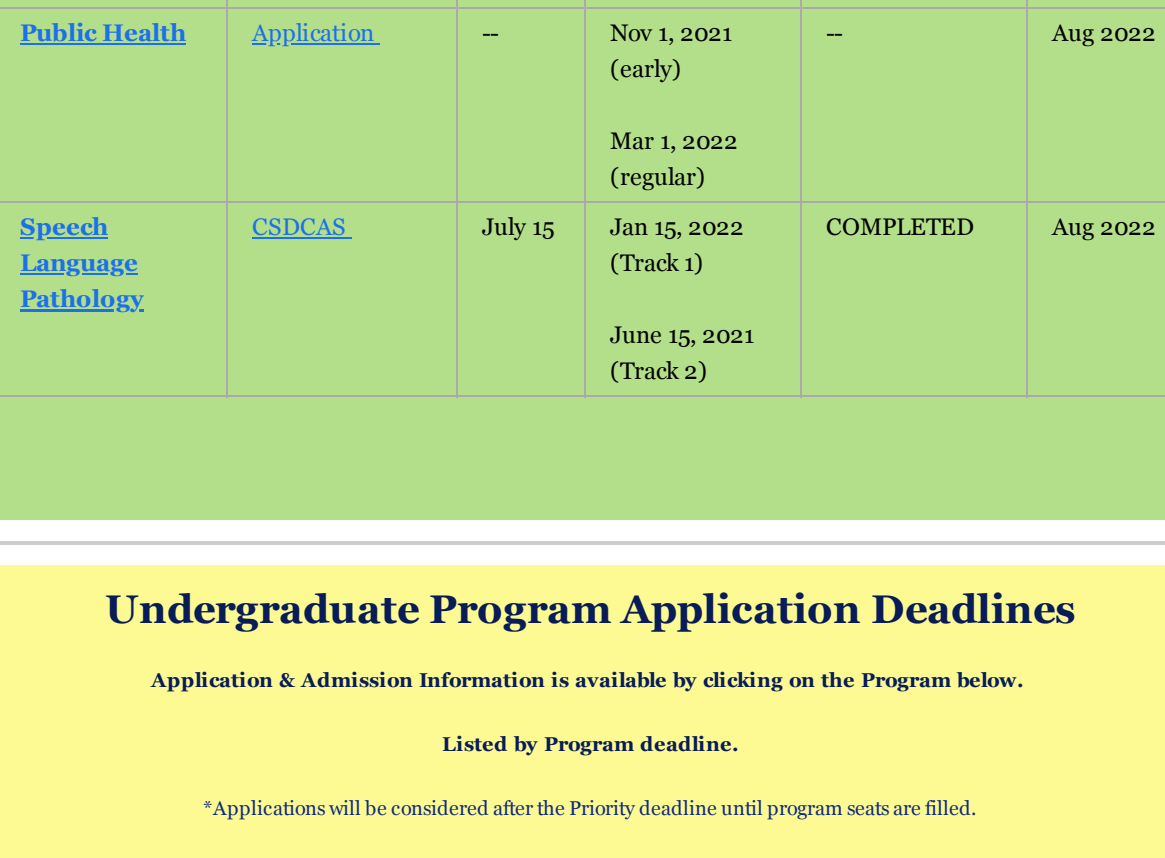 Public Health Application -- Nov 1, 2021 -- Aug 2022
(early)
Mar 1, 2022
(regular)
Speech CSDCAS July 15 Jan 15, 2022 COMPLETED Aug 2022
Language (Track 1)
Pathology
June 15, 2021
(Track 2)
Undergraduate Program Application Deadlines
Application & Admission Information is available by clicking on the Program below.
Listed by Program deadline.
*Applications will be considered after the Priority deadline until program seats are filled.